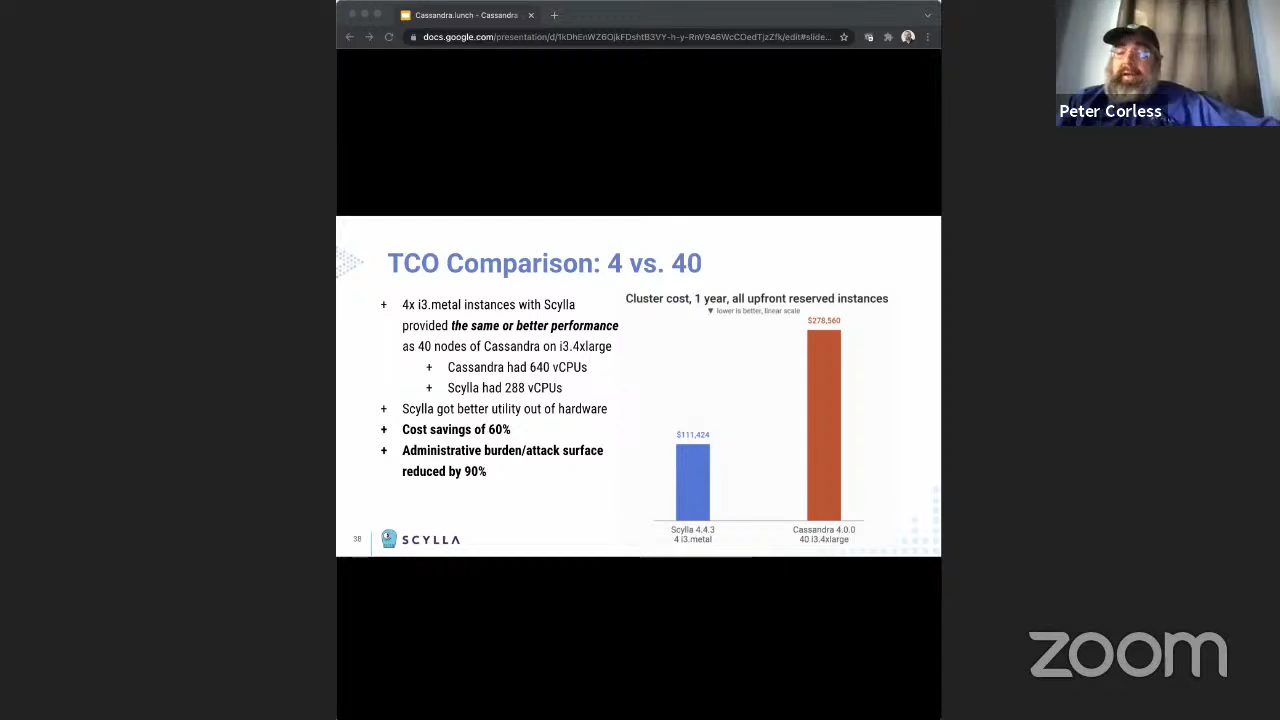 Cassandra.lunch - Cassandra
docs.google.com/presentation/d/1kDhEnWZ6OjkFDshtB3VY-h-y-RnV946WcCOedTjzZfk/edit#slide...
Peter Corless
TCO Comparison: 4 vs. 40
+ 4x i3.metal instances with Scylla
provided the same or better performance
as 40 nodes of Cassandra on i3.4xlarge
+ Cassandra had 640 vCPUs
+ Scylla had 288 vCPUs
+ Scylla got better utility out of hardware
+ Cost savings of 60%
+ Administrative burden/attack surface
reduced by 90%
Cluster cost, 1 year, all upfront reserved instances
▼ lower is better, linear scale
$278,560
$111,424
Scylla 4.4.3
4 i3.metal
Cassandra 4.0.0
40 i3.4xlarge
38
SCYLLA
zoom